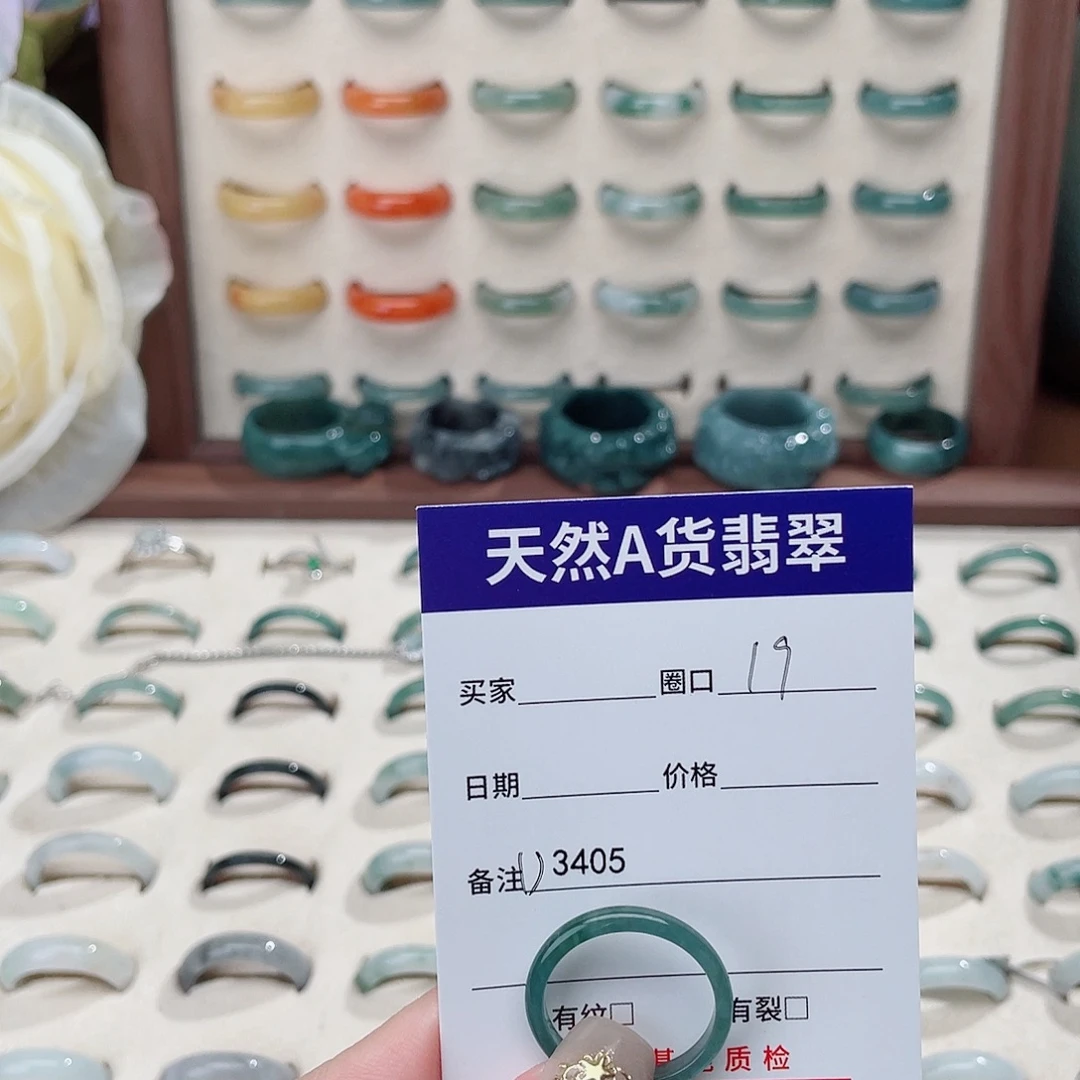 天然A货翡翠
买家 圈口 19
日期 价格
备注 () 3405
有纹□ 有裂□
质检